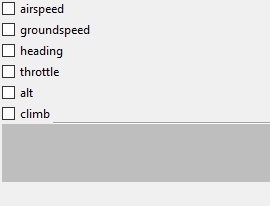 airspeed
groundspeed
heading
throttle
alt
climb